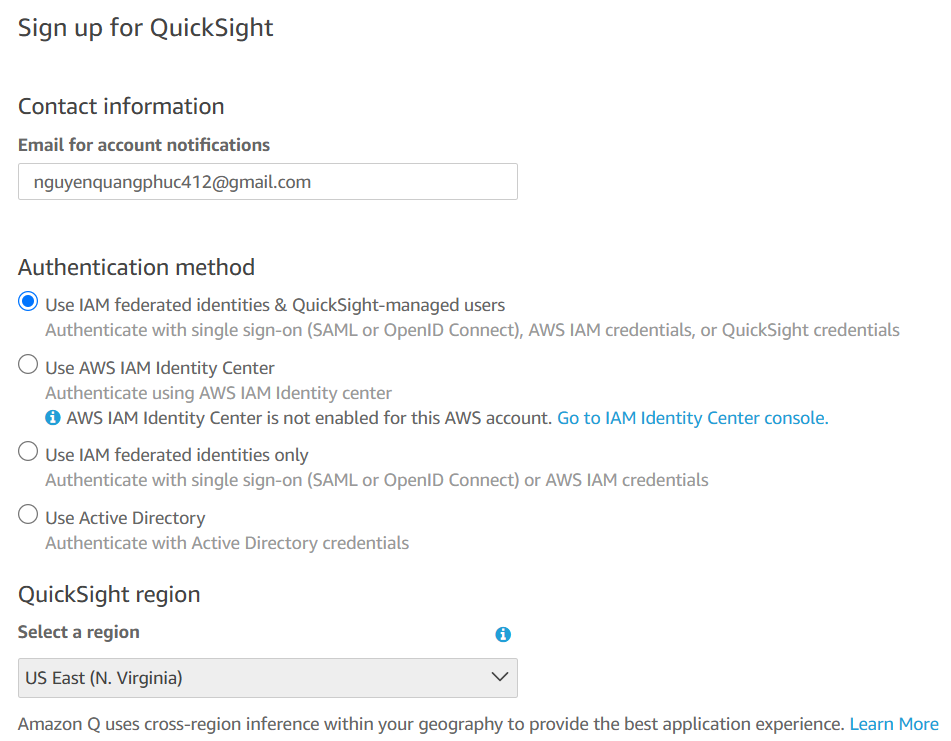 Sign up for QuickSight
Contact information
Email for account notifications
nguyenquangphuc412@gmail.com
Authentication method
Use IAM federated identities & QuickSight-managed users
Authenticate with single sign-on (SAML or OpenID Connect), AWS IAM credentials, or QuickSight credentials
Use AWS IAM Identity Center
Authenticate using AWS IAM Identity center
AWS IAM Identity Center is not enabled for this AWS account. Go to IAM Identity Center console.
Use IAM federated identities only
Authenticate with single sign-on (SAML or OpenID Connect) or AWS IAM credentials
Use Active Directory
Authenticate with Active Directory credentials
QuickSight region
Select a region
US East (N. Virginia)
Amazon Q uses cross-region inference within your geography to provide the best application experience. Learn More